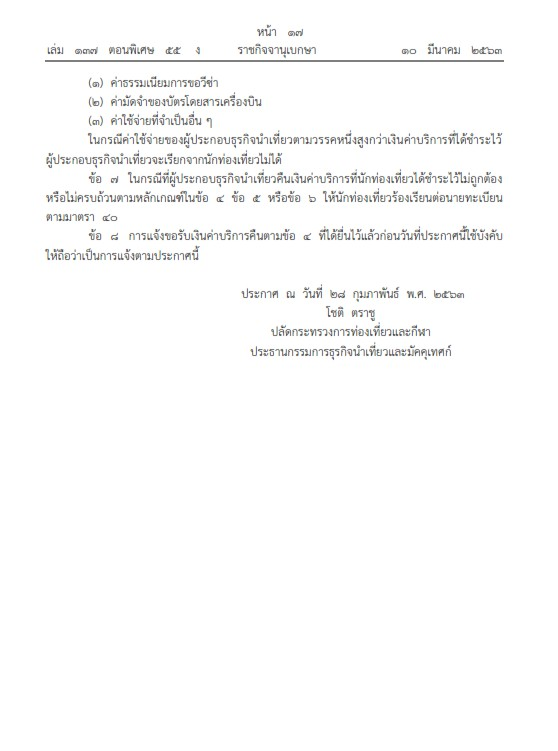 หน้า ๑๗
เล่ม ๑๓๗ ตอนพิเศษ ๕๕ ง ราชกิจจานุเบกษา ๑๐ มีนาคม ๒๕๖๓
(๑) ค่าธรรมเนียมการขอวีซ่า
(๒) ค่ามัดจำของบัตรโดยสารเครื่องบิน
(๓) ค่าใช้จ่ายที่จำเป็นอื่น ๆ
ในกรณีค่าใช้จ่ายของผู้ประกอบธุรกิจนำเที่ยวตามวรรคหนึ่งสูงกว่าเงินค่าบริการที่ได้ชำระไว้
ผู้ประกอบธุรกิจนำเที่ยวจะเรียกจากนักท่องเที่ยวไม่ได้
ข้อ ๗ ในกรณีที่ผู้ประกอบธุรกิจนำเที่ยวคืนเงินค่าบริการที่นักท่องเที่ยวได้ชำระไว้ไม่ถูกต้อง
หรือไม่ครบถ้วนตามหลักเกณฑ์ในข้อ ๔ ข้อ ๕ หรือข้อ ๖ ให้นักท่องเที่ยวร้องเรียนต่อนายทะเบียน
ตามมาตรา ๔๐
ข้อ ๘ การแจ้งขอรับเงินค่าบริการคืนตามข้อ ๔ ที่ได้ยื่นไว้แล้วก่อนวันที่ประกาศนี้ใช้บังคับ
ให้ถือว่าเป็นการแจ้งตามประกาศนี้
ประกาศ ณ วันที่ ๒๘ กุมภาพันธ์ พ.ศ. ๒๕๖๓
โชติ ตราชู
ปลัดกระทรวงการท่องเที่ยวและกีฬา
ประธานกรรมการธุรกิจนำเที่ยวและมัคคุเทศก์